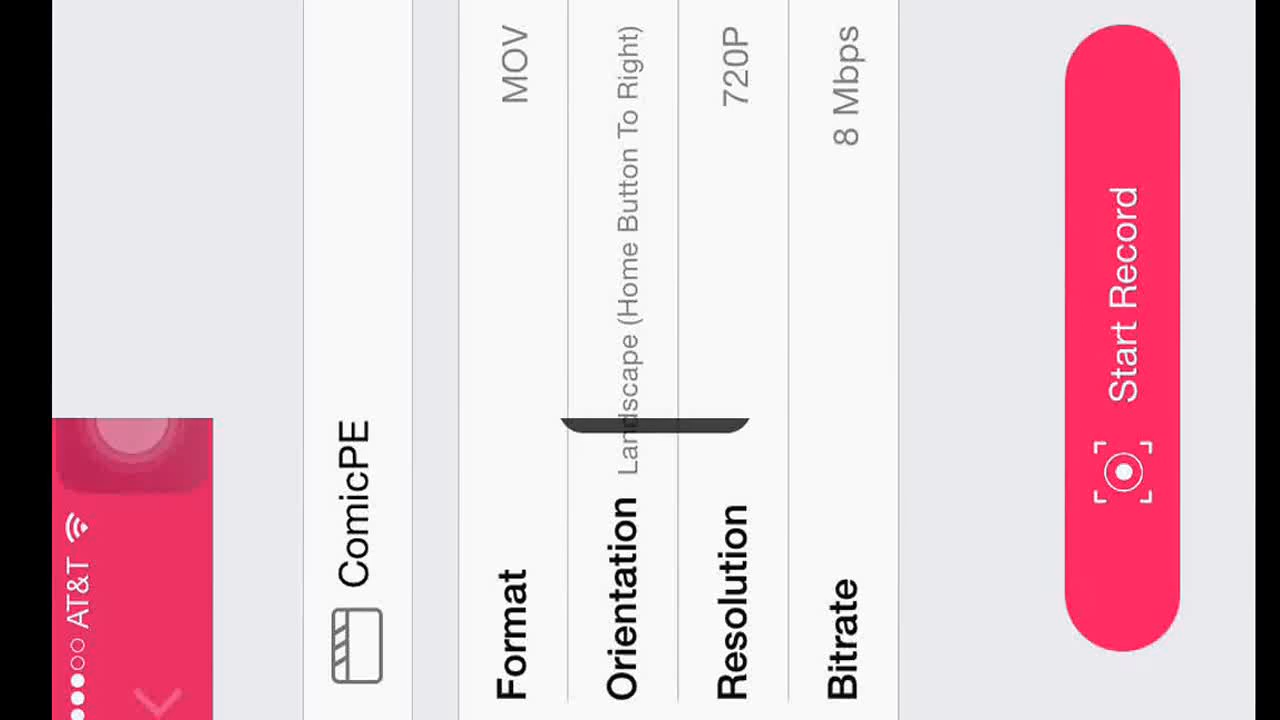 AT&T
ComicPE
Format MOV
Orientation Landscape (Home Button To Right)
Resolution 720P
Bitrate 8 Mbps
Start Record